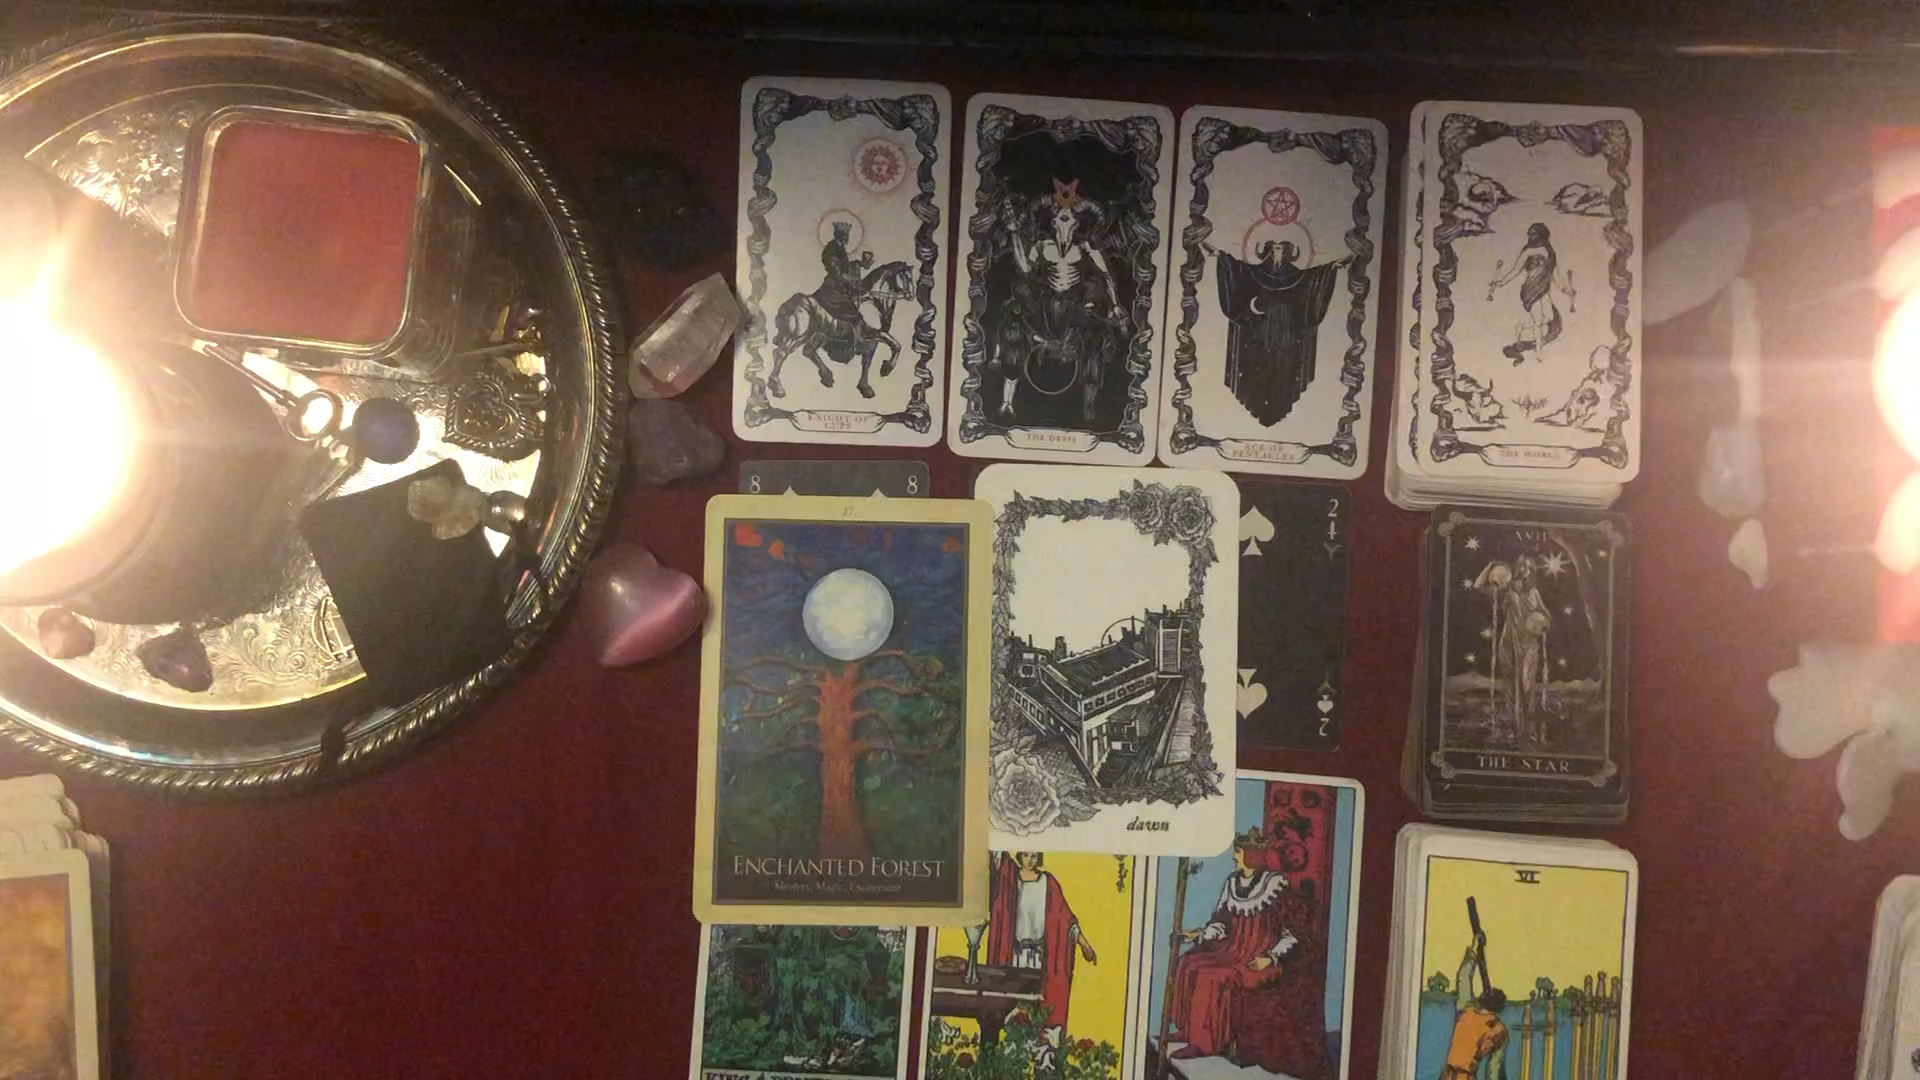 KNIGHT OF
CUPS
THE DEVIL
ACE OF
PENTACLES
THE WORLD
8
8
2
2
XVII
THE STAR
27
ENCHANTED FOREST
Mystery, Magic, Excitement
dawn
VI